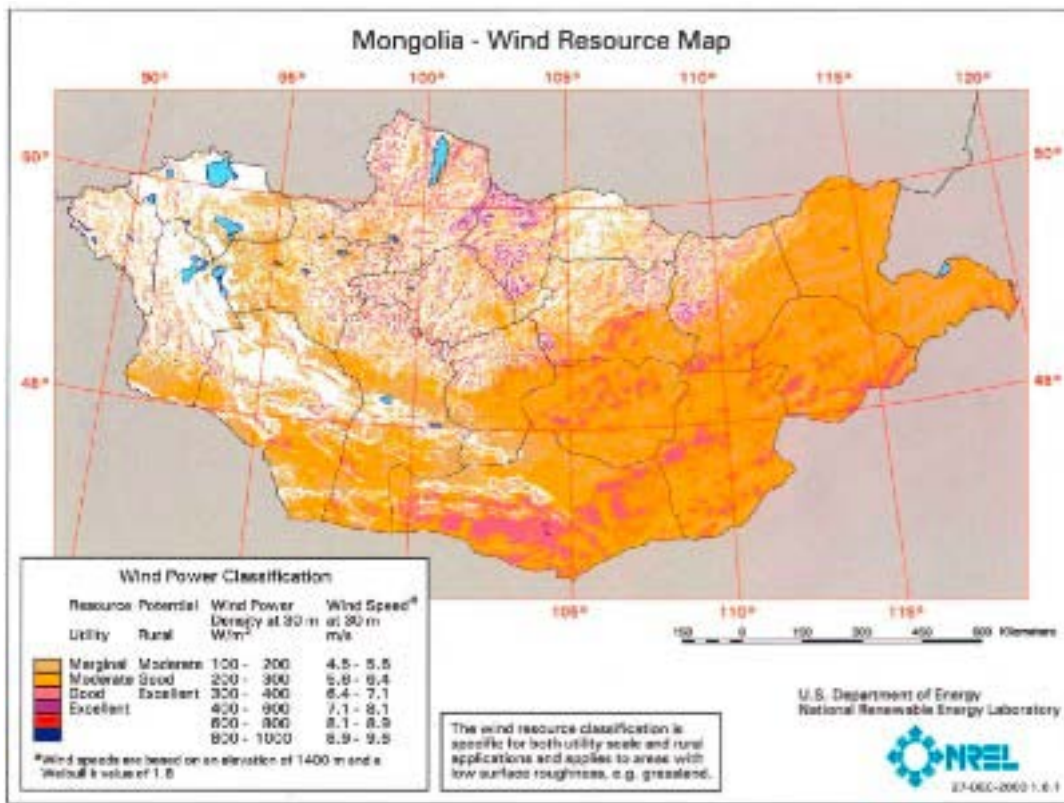 Mongolia - Wind Resource Map
90° 95° 100° 105° 110° 115° 120°
50° 50°
45° 45°
105° 110° 115°
Wind Power Classification
Resource Potential Wind Power Wind Speed*
Density at 30 m at 30 m
Utility Rural W/m² m/s
Marginal Moderate 100 - 200 4.5 - 5.6
Moderate Good 200 - 300 5.6 - 6.4
Good Excellent 300 - 400 6.4 - 7.1
Excellent 400 - 600 7.1 - 8.1
600 - 800 8.1 - 8.9
800 - 1000 8.9 - 9.6
*Wind speeds are based on an elevation of 1400 m and a
Weibull k value of 1.8
150 0 150 300 450 600 Kilometers
The wind resource classification is
specific for both utility scale and rural
applications and applies to areas with
low surface roughness, e.g. grassland.
U.S. Department of Energy
National Renewable Energy Laboratory
NREL